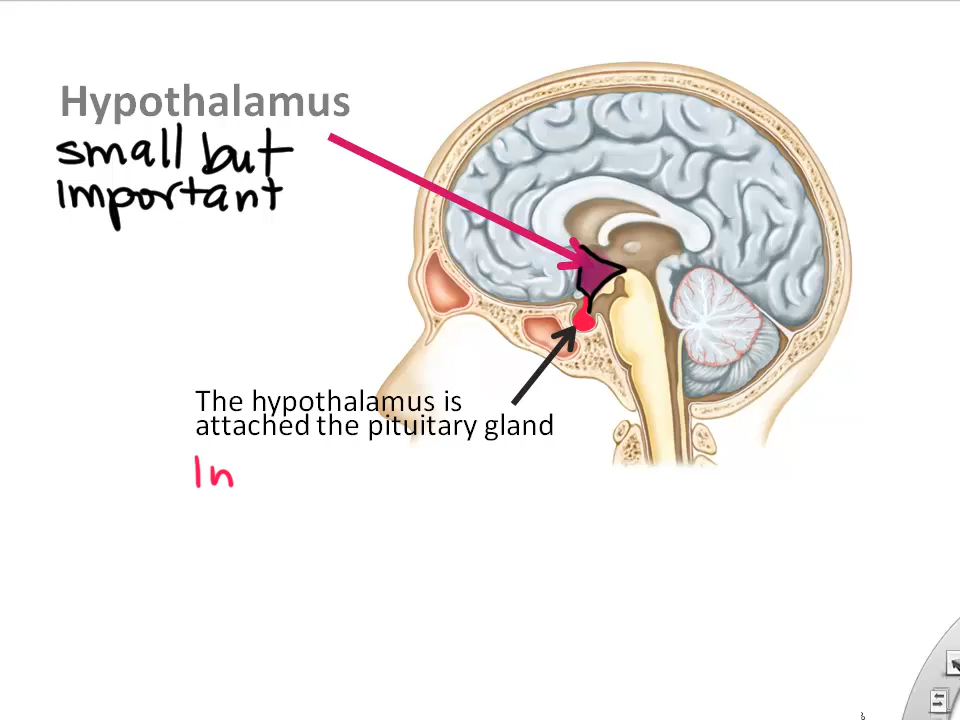 Hypothalamus
small but
important
The hypothalamus is
attached the pituitary gland
In